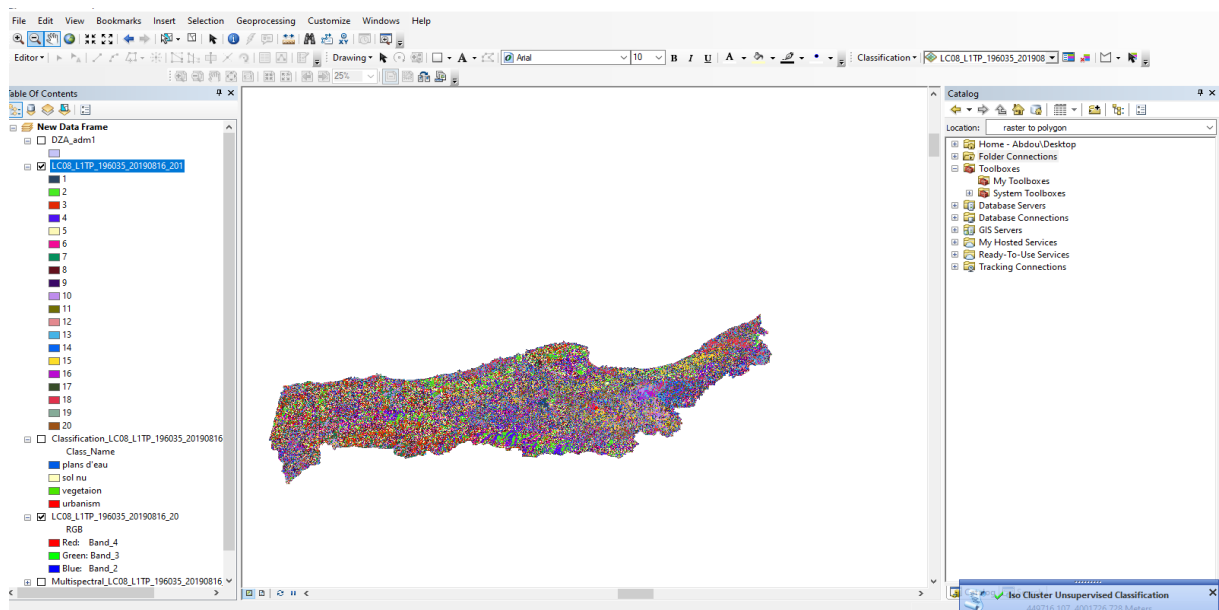 File Edit View Bookmarks Insert Selection Geoprocessing Customize Windows Help
Editor Drawing A Arial 10 B I U A Classification LC08_L1TP_196035_201908
25%
Table Of Contents
New Data Frame
DZA_adm1
LC08_L1TP_196035_20190816_201
1
2
3
4
5
6
7
8
9
10
11
12
13
14
15
16
17
18
19
20
Classification_LC08_L1TP_196035_20190816
Class_Name
plans d'eau
sol nu
vegetaion
urbanism
LC08_L1TP_196035_20190816_20
RGB
Red: Band_4
Green: Band_3
Blue: Band_2
Multispectral_LC08_L1TP_196035_20190816
Catalog
Location: raster to polygon
Home - Abdou\Desktop
Folder Connections
Toolboxes
My Toolboxes
System Toolboxes
Database Servers
Database Connections
GIS Servers
My Hosted Services
Ready-To-Use Services
Tracking Connections
Iso Cluster Unsupervised Classification